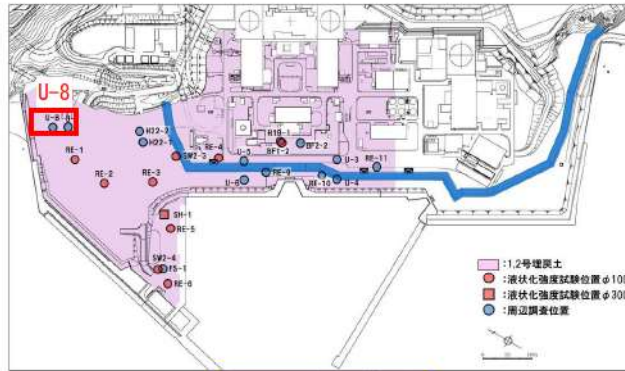 U-8
U-8
H22-2
H22-1
RE-1
RE-2
RE-3
SW2-3
RE-4
H19-1
BF1-2
BF2-2
U-5
U-3
RE-11
RE-9
U-6
RE-10
U-4
SH-1
RE-5
SW2-4
FS-1
RE-6
:1,2号埋戻土
:液状化強度試験位置φ100
:液状化強度試験位置φ300
:周辺調査位置